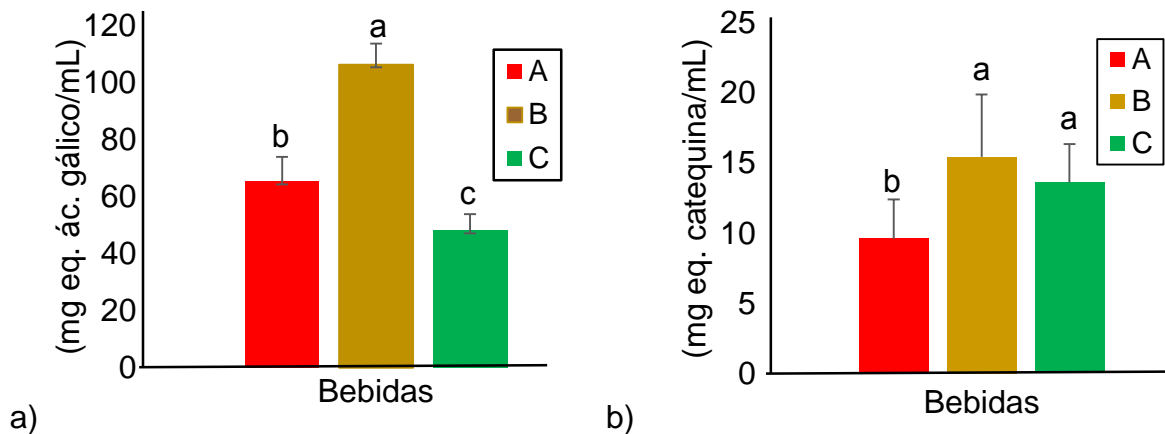 (mg eq. ác. gálico/mL)
120
100
80
60
40
20
0
b
a
c
A
B
C
Bebidas
a)
(mg eq. catequina/mL)
25
20
15
10
5
0
b
a
a
A
B
C
Bebidas
b)